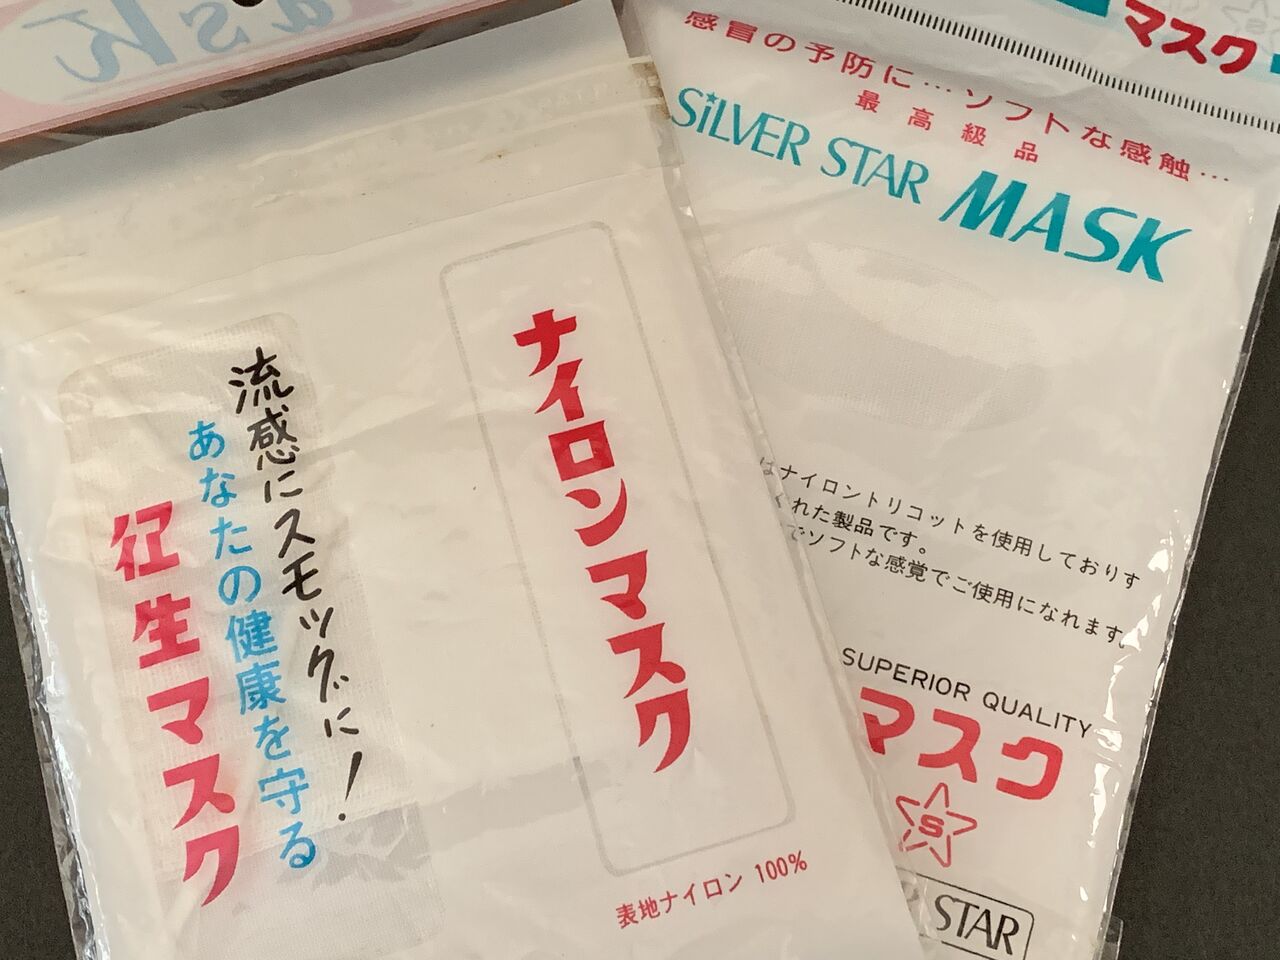 ナイロンマスク
流感にスモッグに!
あなたの健康を守る
衛生マスク
表地ナイロン 100%
マスク
感冒の予防に…ソフトな感触…
最高級品
SILVER STAR MASK
はナイロントリコットを使用しております
くれた製品です。
でソフトな感覚でご使用になれます。
SUPERIOR QUALITY
マスク
S
STAR